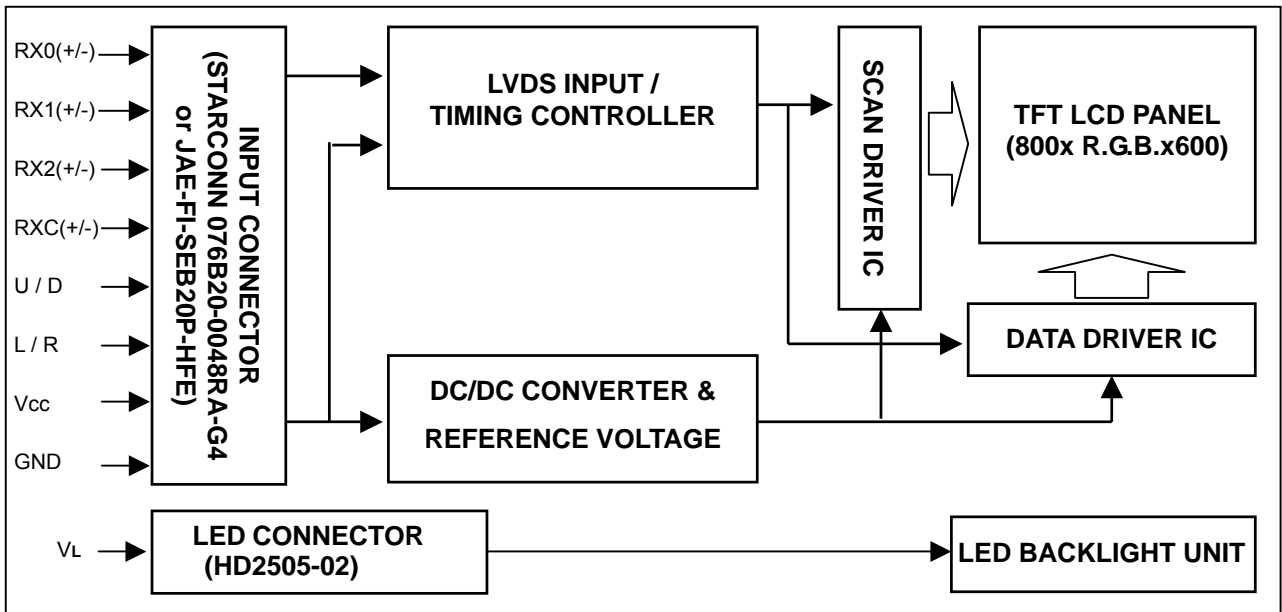 RX0(+/-)
RX1(+/-)
RX2(+/-)
RXC(+/-)
U / D
L / R
Vcc
GND
VL
INPUT CONNECTOR
(STARCONN 076B20-0048RA-G4
or JAE-FI-SEB20P-HFE)
LVDS INPUT /
TIMING CONTROLLER
SCAN DRIVER IC
TFT LCD PANEL
(800x R.G.B.x600)
DATA DRIVER IC
DC/DC CONVERTER &
REFERENCE VOLTAGE
LED CONNECTOR
(HD2505-02)
LED BACKLIGHT UNIT